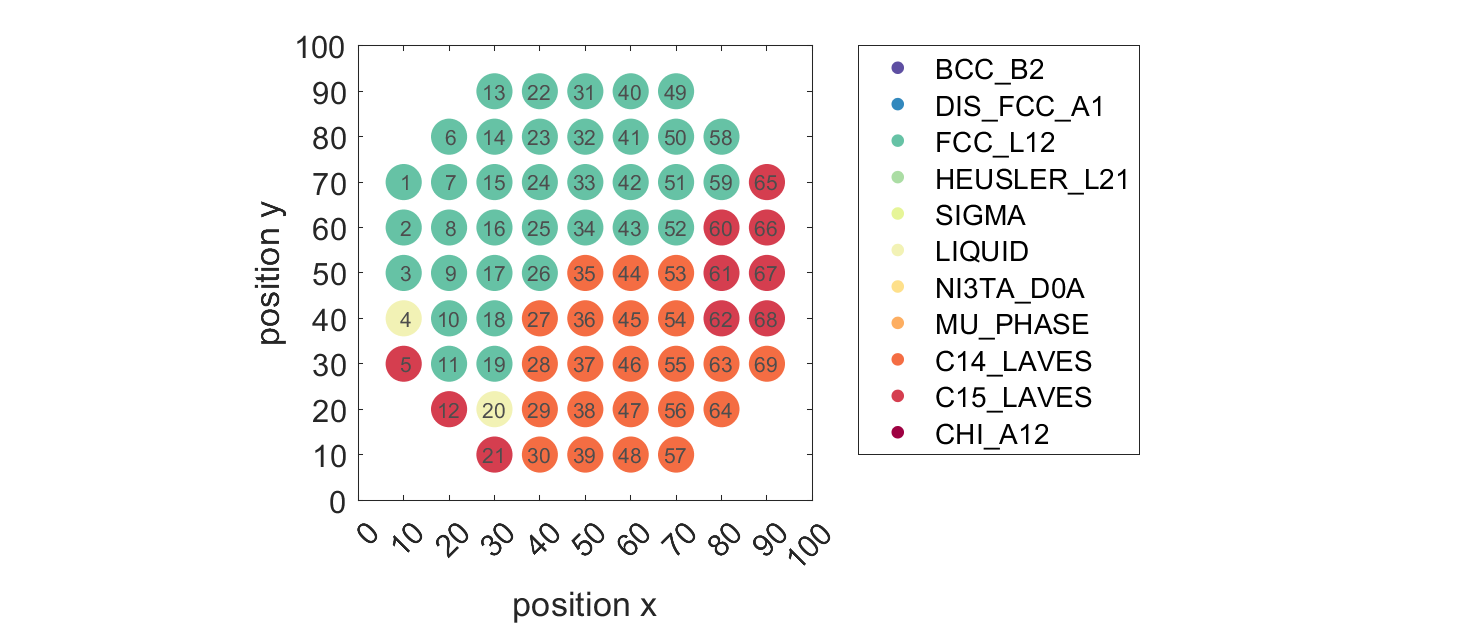 100
90 13 22 31 40 49
80 6 14 23 32 41 50 58
70 1 7 15 24 33 42 51 59 65
60 2 8 16 25 34 43 52 60 66
50 3 9 17 26 35 44 53 61 67
40 4 10 18 27 36 45 54 62 68
30 5 11 19 28 37 46 55 63 69
20 12 20 29 38 47 56 64
10 21 30 39 48 57
0
0 10 20 30 40 50 60 70 80 90 100
position x
position y
BCC_B2
DIS_FCC_A1
FCC_L12
HEUSLER_L21
SIGMA
LIQUID
NI3TA_D0A
MU_PHASE
C14_LAVES
C15_LAVES
CHI_A12